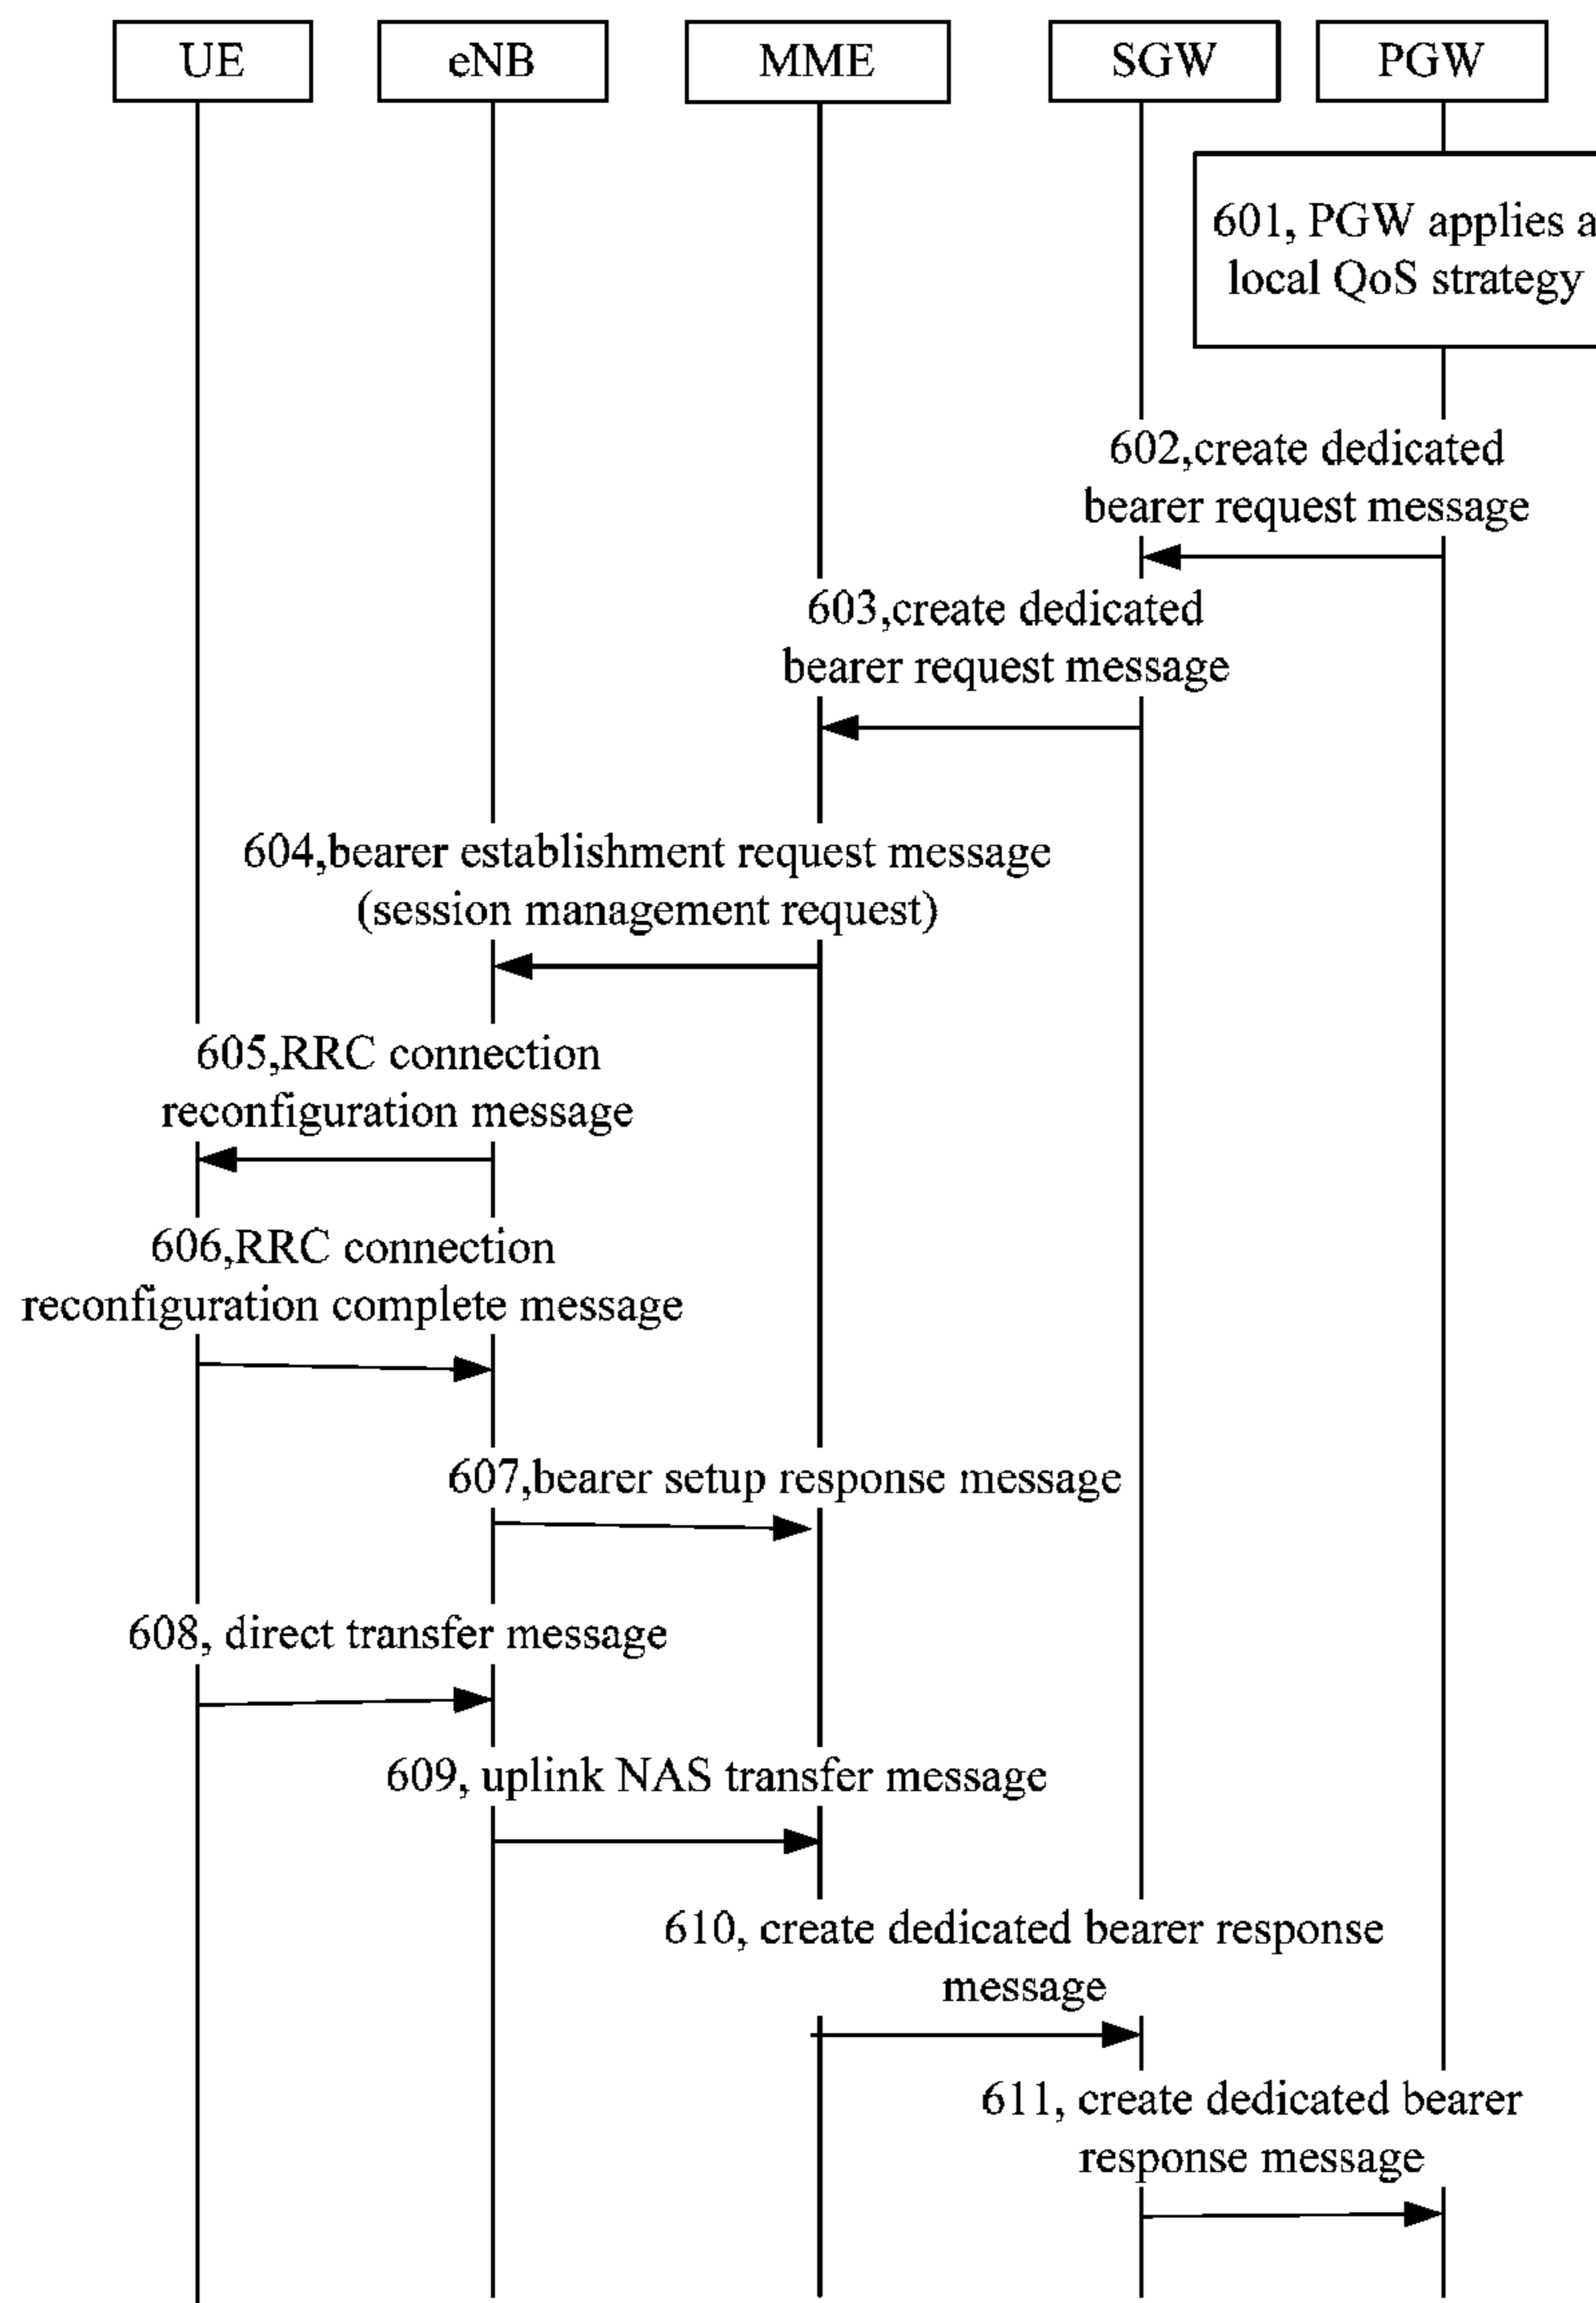 UE
eNB
MME
SGW
PGW
601, PGW applies a
local QoS strategy
602,create dedicated
bearer request message
603,create dedicated
bearer request message
604,bearer establishment request message
(session management request)
605,RRC connection
reconfiguration message
606,RRC connection
reconfiguration complete message
607,bearer setup response message
608, direct transfer message
609, uplink NAS transfer message
610, create dedicated bearer response
message
611, create dedicated bearer
response message